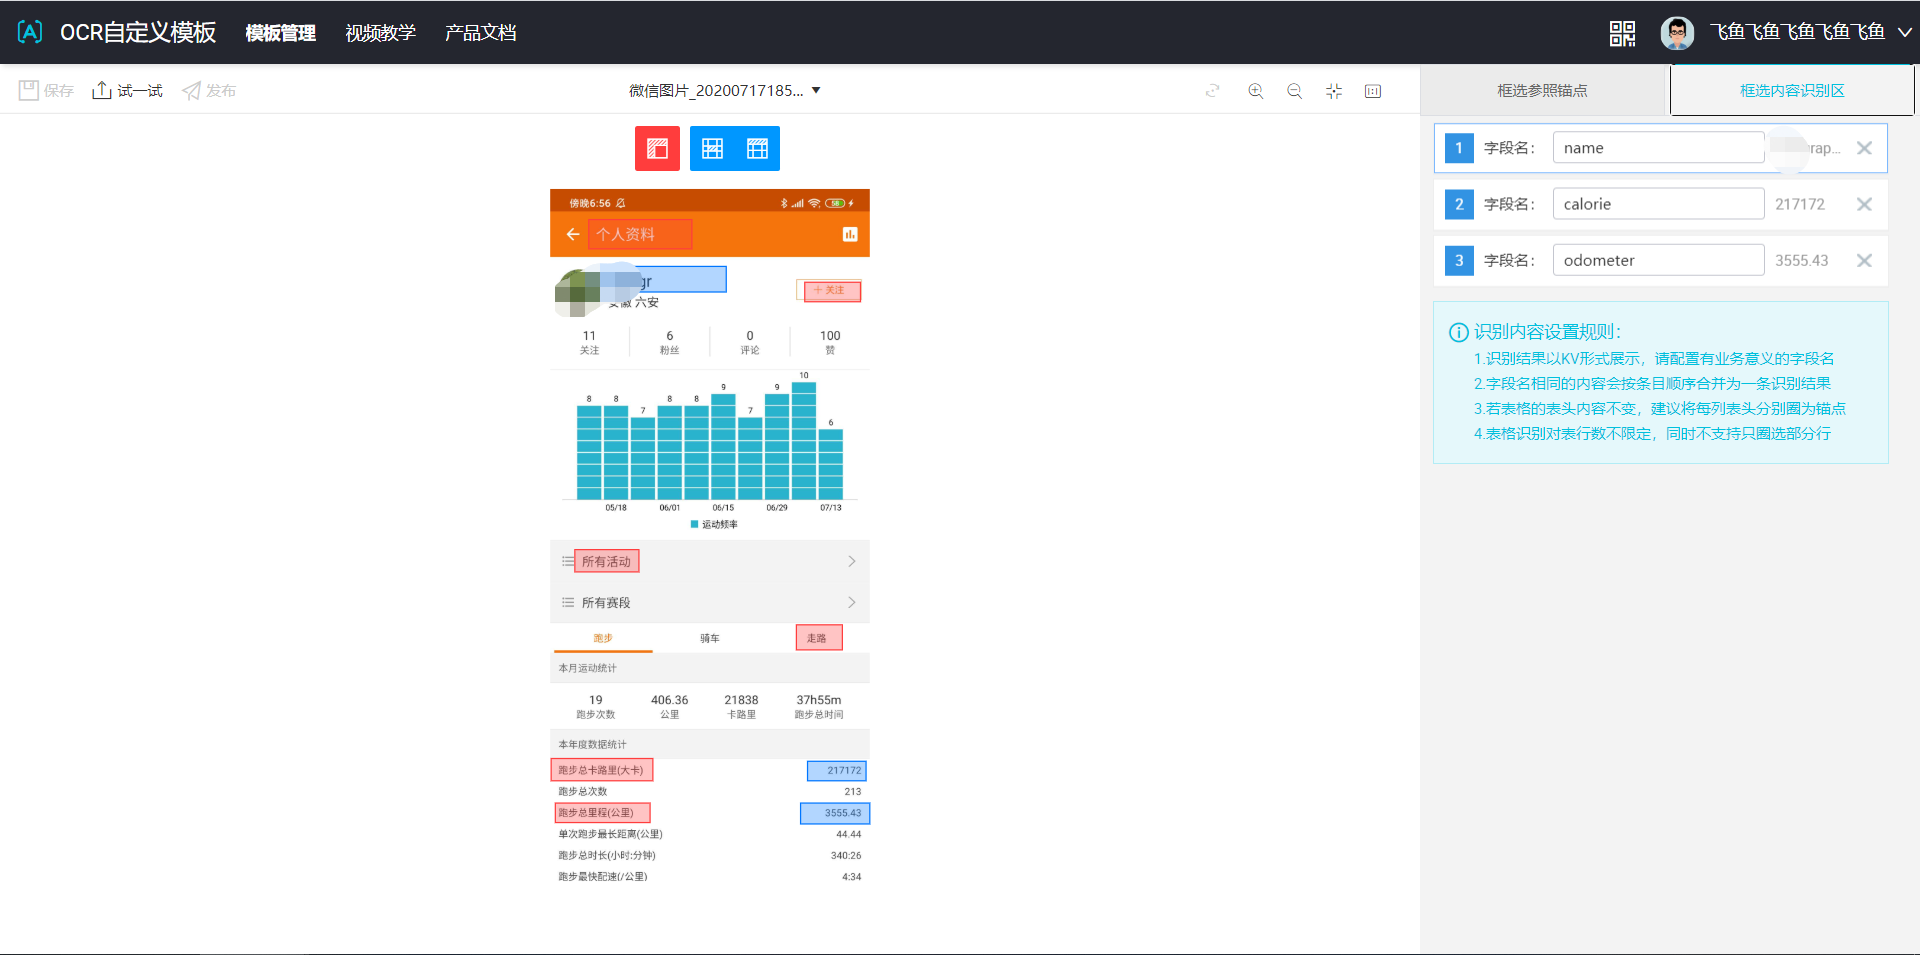 OCR自定义模板 模板管理 视频教学 产品文档 飞鱼飞鱼飞鱼飞鱼飞鱼
保存 试一试 发布 微信图片_20200717185... 框选参照锚点 框选内容识别区
傍晚6:56 58
个人资料
gr
安徽 六安
+ 关注
11 6 0 100
关注 粉丝 评论 赞
10
9 9
8 8 8 8
7 7
6
05/18 06/01 06/15 06/29 07/13
运动频率
所有活动
所有赛段
跑步 骑车 走路
本月运动统计
19 406.36 21838 37h55m
跑步次数 公里 卡路里 跑步总时间
本年度数据统计
跑步总卡路里(大卡) 217172
跑步总次数 213
跑步总里程(公里) 3555.43
单次跑步最长距离(公里) 44.44
跑步总时长(小时:分钟) 340:26
跑步最快配速(/公里) 4:34
1 字段名: name rap...
2 字段名: calorie 217172
3 字段名: odometer 3555.43
识别内容设置规则:
1.识别结果以KV形式展示，请配置有业务意义的字段名
2.字段名相同的内容会按条目顺序合并为一条识别结果
3.若表格的表头内容不变，建议将每列表头分别圈为锚点
4.表格识别对表行数不限定，同时不支持只圈选部分行